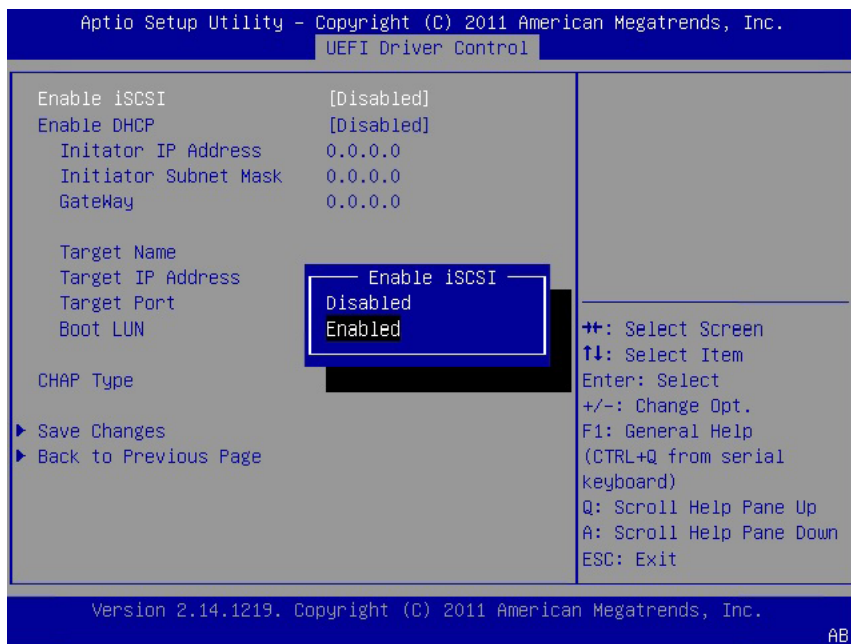 Aptio Setup Utility – Copyright (C) 2011 American Megatrends, Inc.
UEFI Driver Control
Enable iSCSI [Disabled]
Enable DHCP [Disabled]
Initator IP Address 0.0.0.0
Initiator Subnet Mask 0.0.0.0
GateWay 0.0.0.0
Target Name
Target IP Address
Target Port
Boot LUN
CHAP Type
Save Changes
Back to Previous Page
Enable iSCSI
Disabled
Enabled
→←: Select Screen
↑↓: Select Item
Enter: Select
+/-: Change Opt.
F1: General Help
(CTRL+Q from serial
keyboard)
Q: Scroll Help Pane Up
A: Scroll Help Pane Down
ESC: Exit
Version 2.14.1219. Copyright (C) 2011 American Megatrends, Inc.
AB